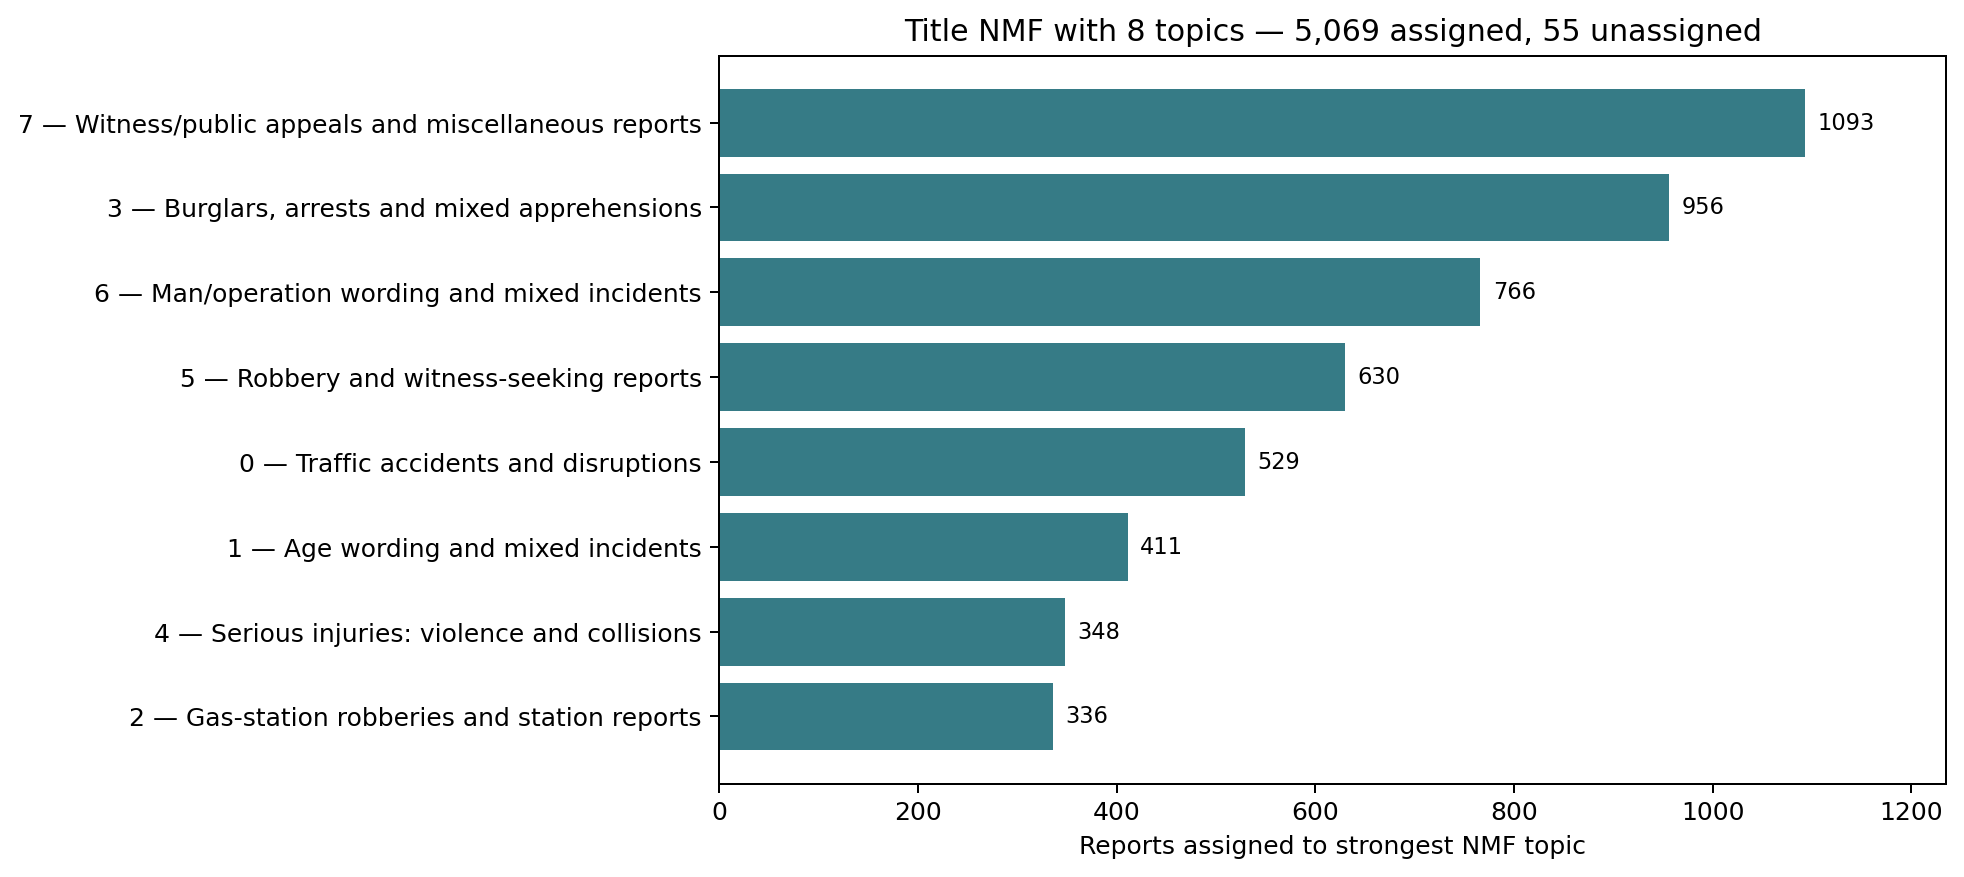 Title NMF with 8 topics — 5,069 assigned, 55 unassigned
7 — Witness/public appeals and miscellaneous reports 1093
3 — Burglars, arrests and mixed apprehensions 956
6 — Man/operation wording and mixed incidents 766
5 — Robbery and witness-seeking reports 630
0 — Traffic accidents and disruptions 529
1 — Age wording and mixed incidents 411
4 — Serious injuries: violence and collisions 348
2 — Gas-station robberies and station reports 336
0 200 400 600 800 1000 1200
Reports assigned to strongest NMF topic